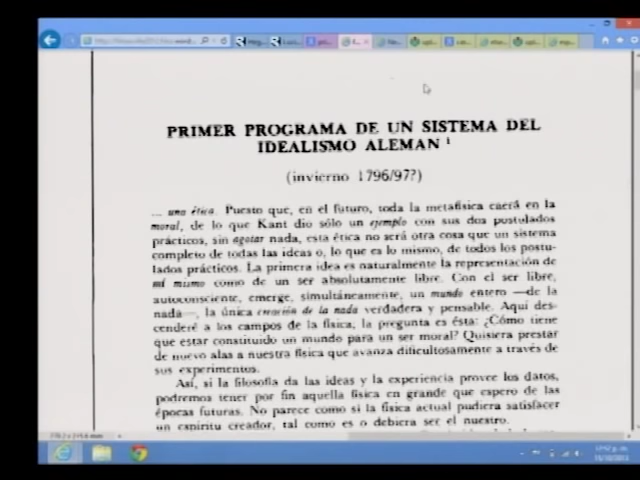 PRIMER PROGRAMA DE UN SISTEMA DEL
IDEALISMO ALEMAN 1
(invierno 1796/97?)
... una ética. Puesto que, en el futuro, toda la metafísica caerá en la
moral, de lo que Kant dio sólo un ejemplo con sus dos postulados
prácticos, sin agotar nada, esta ética no será otra cosa que un sistema
completo de todas las ideas o, lo que es lo mismo, de todos los postu-
lados prácticos. La primera idea es naturalmente la representación de
mí mismo como de un ser absolutamente libre. Con el ser libre,
autoconsciente, emerge, simultáneamente, un mundo entero —de la
nada—, la única creación de la nada verdadera y pensable. Aquí des-
cenderé a los campos de la física; la pregunta es ésta: ¿Cómo tiene
que estar constituido un mundo para un ser moral? Quisiera prestar
de nuevo alas a nuestra física que avanza dificultosamente a través de
sus experimentos.
Así, si la filosofía da las ideas y la experiencia provee los datos,
podremos tener por fin aquella física en grande que espero de las
épocas futuras. No parece como si la física actual pudiera satisfacer
un espíritu creador, tal como es o debiera ser el nuestro.